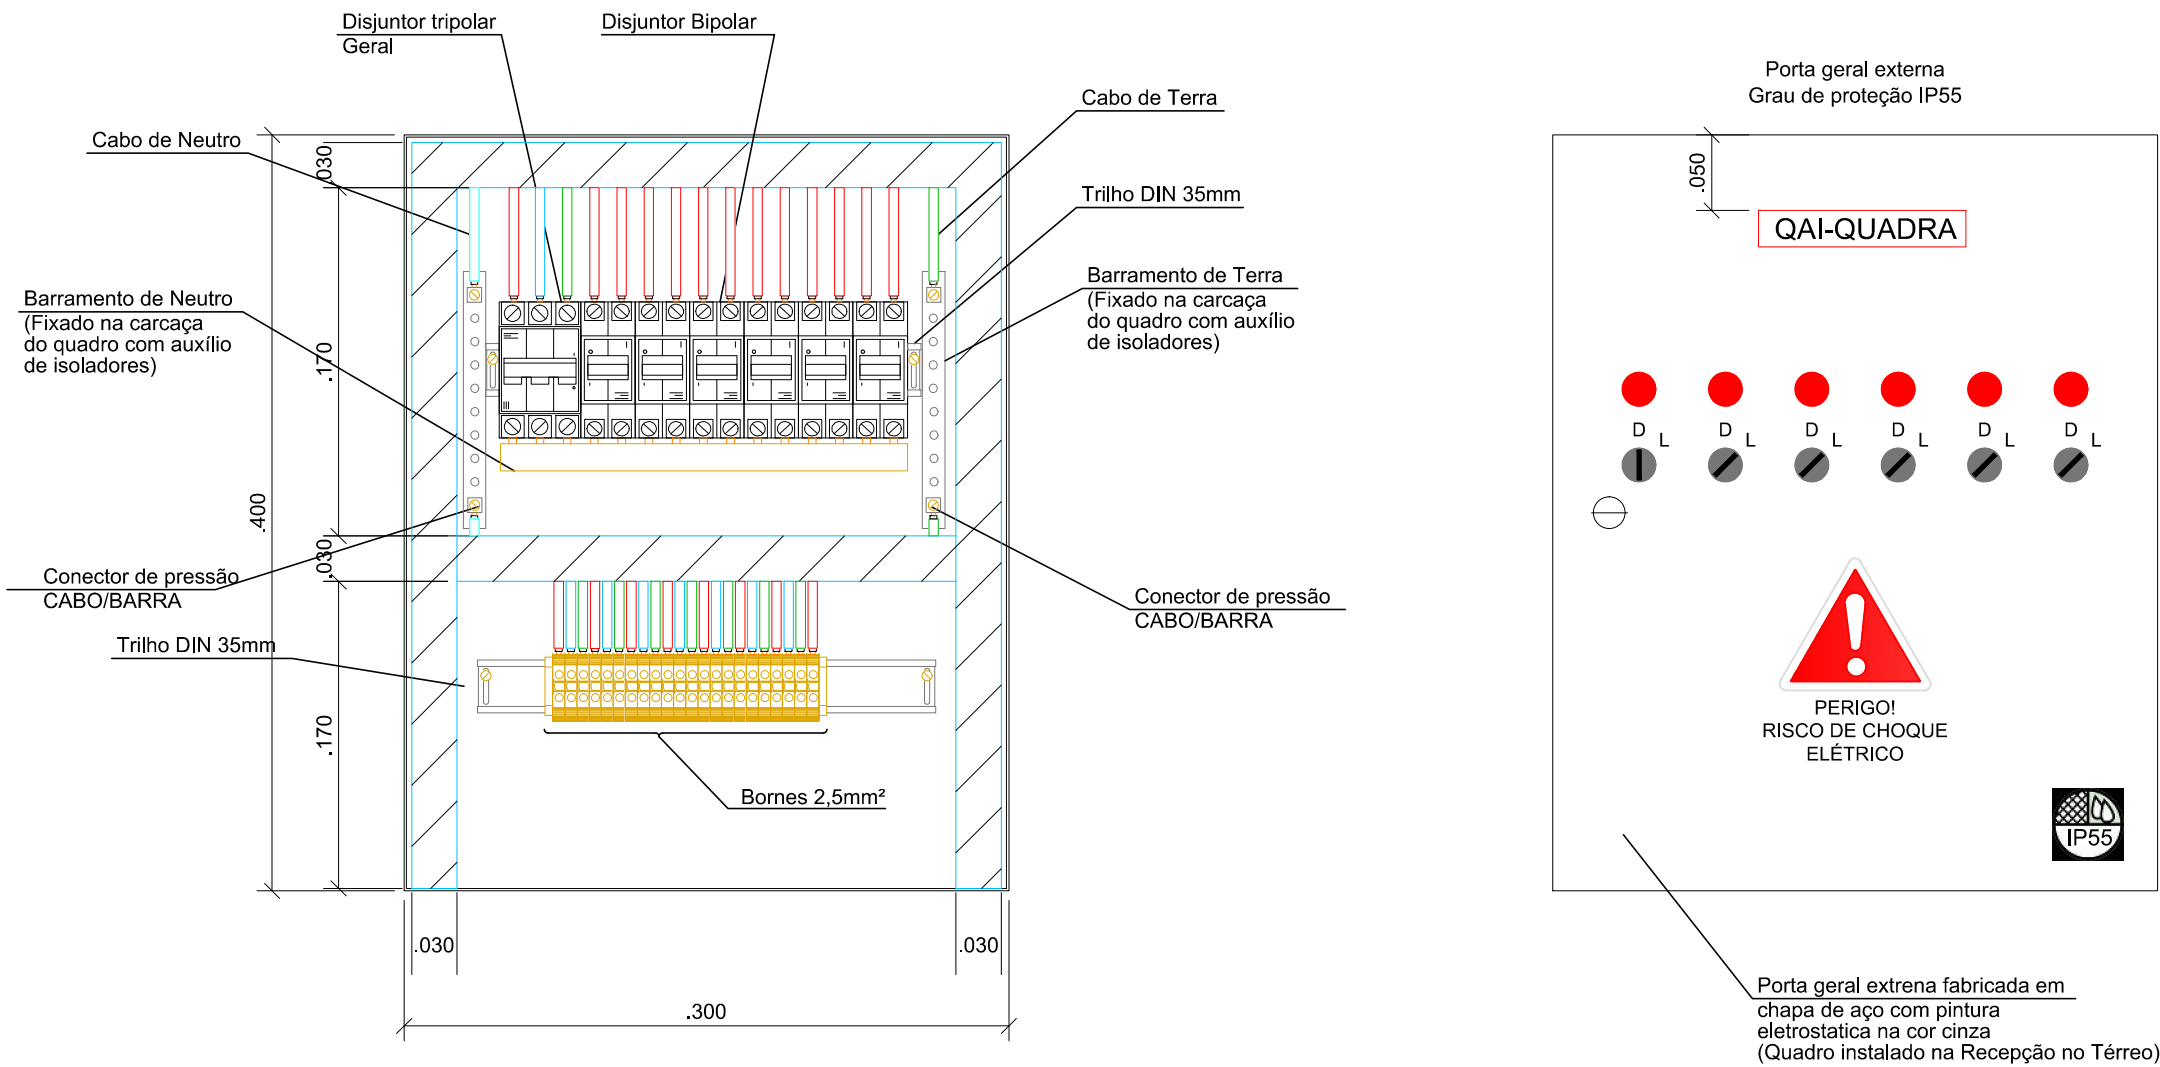 Disjuntor tripolar
Geral
Disjuntor Bipolar
Cabo de Terra
Cabo de Neutro
Trilho DIN 35mm
Barramento de Neutro
(Fixado na carcaça
do quadro com auxílio
de isoladores)
Barramento de Terra
(Fixado na carcaça
do quadro com auxílio
de isoladores)
.030
.170
.400
.030
.170
Conector de pressão
CABO/BARRA
Conector de pressão
CABO/BARRA
Trilho DIN 35mm
Bornes 2,5mm²
.030
.030
.300
Porta geral externa
Grau de proteção IP55
.050
QAI-QUADRA
D L D L D L D L D L D L
PERIGO!
RISCO DE CHOQUE
ELÉTRICO
IP55
Porta geral extrena fabricada em
chapa de aço com pintura
eletrostatica na cor cinza
(Quadro instalado na Recepção no Térreo)